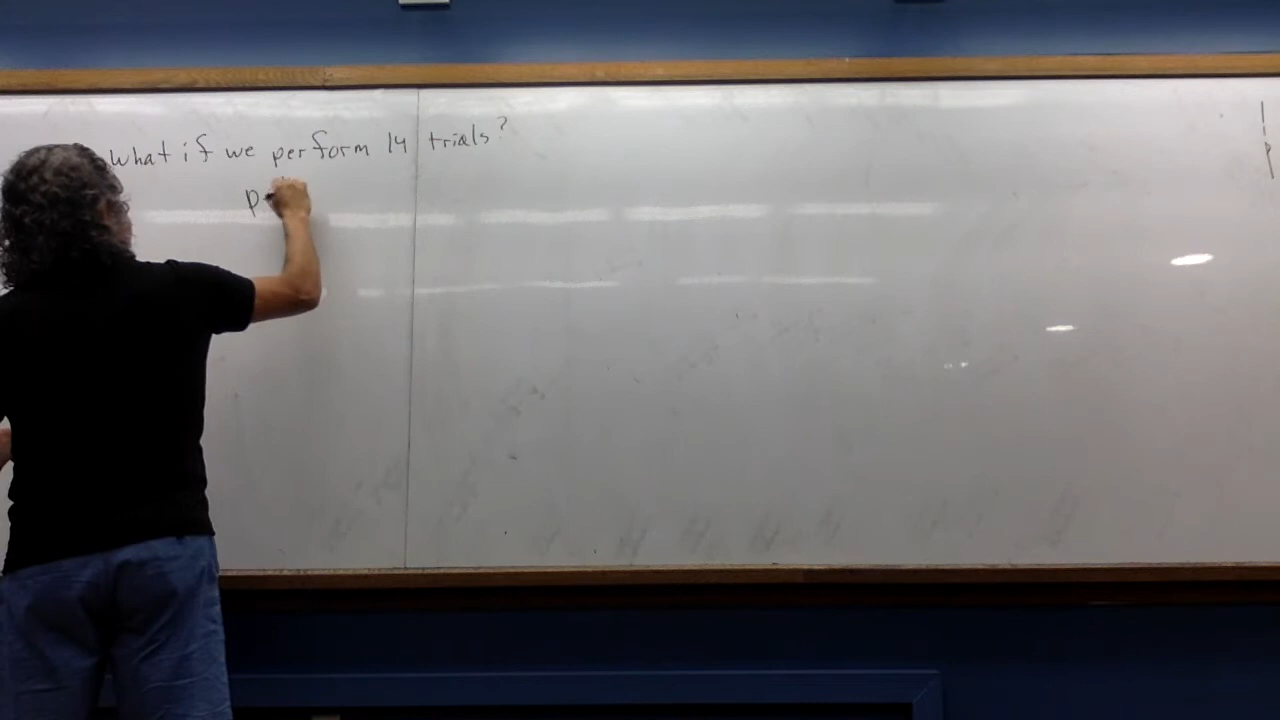 what if we perform 14 trials?
p